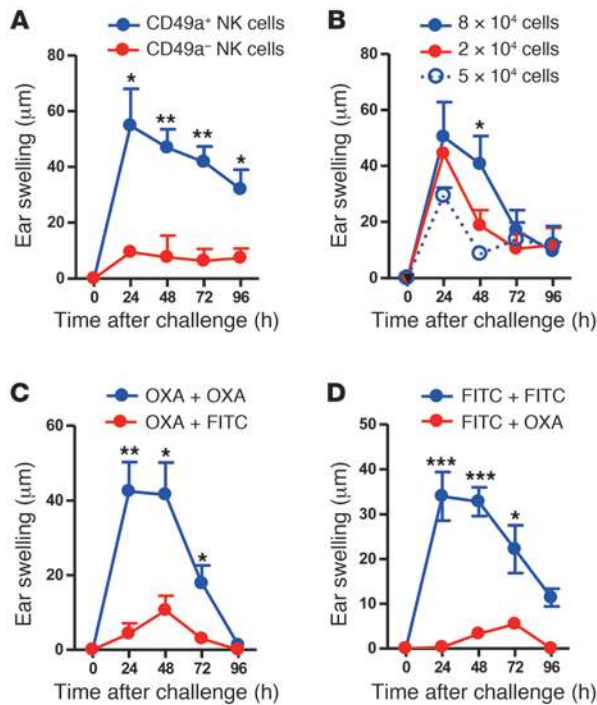 A
CD49a⁺ NK cells
CD49a⁻ NK cells
Ear swelling (μm)
80
60
40
20
0
* ** ** *
0 24 48 72 96
Time after challenge (h)
B
8 × 10⁴ cells
2 × 10⁴ cells
5 × 10⁴ cells
Ear swelling (μm)
80
60
40
20
0
*
0 24 48 72 96
Time after challenge (h)
C
OXA + OXA
OXA + FITC
Ear swelling (μm)
60
40
20
0
** * *
0 24 48 72 96
Time after challenge (h)
D
FITC + FITC
FITC + OXA
Ear swelling (μm)
50
40
30
20
10
0
*** *** *
0 24 48 72 96
Time after challenge (h)